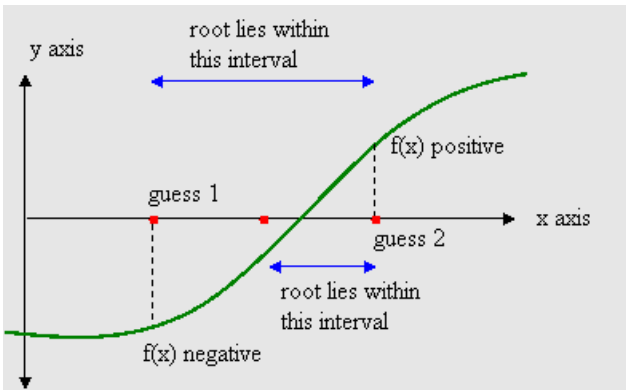 root lies within
this interval
y axis
f(x) positive
guess 1
x axis
guess 2
root lies within
this interval
f(x) negative